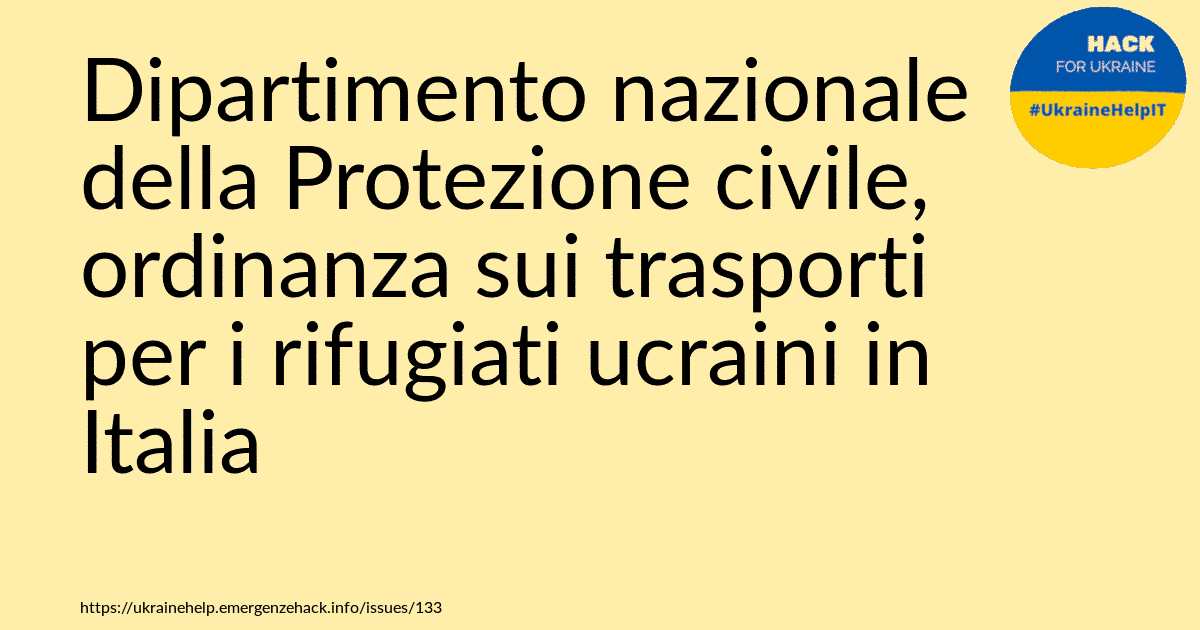 Dipartimento nazionale
della Protezione civile,
ordinanza sui trasporti
per i rifugiati ucraini in
Italia
HACK
FOR UKRAINE
#UkraineHelpIT
https://ukrainehelp.emergenzehack.info/issues/133